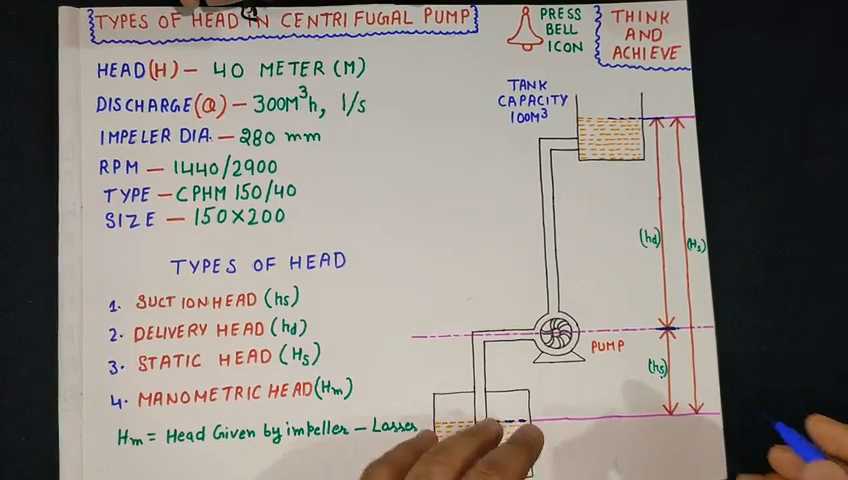 TYPES OF HEAD IN CENTRIFUGAL PUMP
PRESS
BELL
ICON
THINK
AND
ACHIEVE
HEAD(H) - 40 METER (M)
DISCHARGE(Q) - 300M³h, l/s
IMPELER DIA. - 280 mm
RPM - 1440/2900
TYPE - CPHM 150/40
SIZE - 150X200
TANK
CAPACITY
100M³
TYPES OF HEAD
1. SUCTION HEAD (hs)
2. DELIVERY HEAD (hd)
3. STATIC HEAD (Hs)
4. MANOMETRIC HEAD (Hm)
Hm = Head Given by impeller - Losses
(hd)
(Hs)
PUMP
(hs)